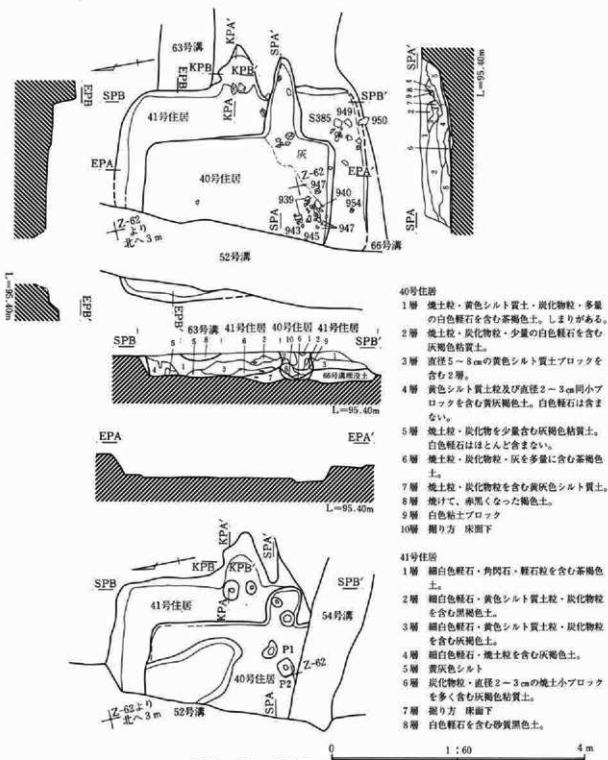 63号溝
KPA′
SPA′
KPB
KPB′
EPB
EPB
SPB
KPA
SPB′
41号住居
S385
949
950
灰
EPA
EPA′
40号住居
Z-62
947
940
939
954
SPA
943
945
947
Z-62より
北へ3m
52号溝
66号溝
SPA′
SPA
L=95.40m
L=95.40m
EPB′
EPB′
SPB
63号溝
41号住居
40号住居
41号住居
SPB′
66号溝埋没土
L=95.40m
EPA
EPA′
L=95.40m
KPA′
SPA′
KPB
KPB′
SPB
SPB′
KPA
41号住居
54号溝
P1
Z-62
40号住居
P2
Z-62より
北へ3m
52号溝
SPA
40号住居
1層 焼土粒・黄色シルト質土・炭化物粒・多量
の白色軽石を含む茶褐色土。しまりがある。
2層 焼土粒・炭化物粒・少量の白色軽石を含む
灰褐色粘質土。
3層 直径5~8cmの黄色シルト質土ブロックを
含む2層。
4層 黄色シルト質土粒及び直径2~3cm同小ブ
ロックを含む黄灰褐色土。白色軽石は含ま
ない。
5層 焼土粒・炭化物を少量含む灰褐色粘質土。
白色軽石はほとんど含まない。
6層 焼土粒・炭化物粒・灰を多量に含む茶褐色
土。
7層 焼土粒・炭化物粒を含む黄灰色シルト質土。
8層 焼けて、赤黒くなった褐色土。
9層 白色粘土ブロック
10層 掘り方 床面下
41号住居
1層 細白色軽石・角閃石・軽石粒を含む茶褐色
土。
2層 細白色軽石・黄色シルト質土粒・炭化物粒
を含む黒褐色土。
3層 細白色軽石・黄色シルト質土粒・炭化物粒
を含む灰褐色土。
4層 細白色軽石・焼土粒を含む灰褐色土。
5層 黄灰色シルト
6層 炭化物粒・直径2~3cmの焼土小ブロック
を多く含む灰褐色粘質土。
7層 掘り方 床面下
8層 白色軽石を含む砂質黒色土。
0 1:60 4m